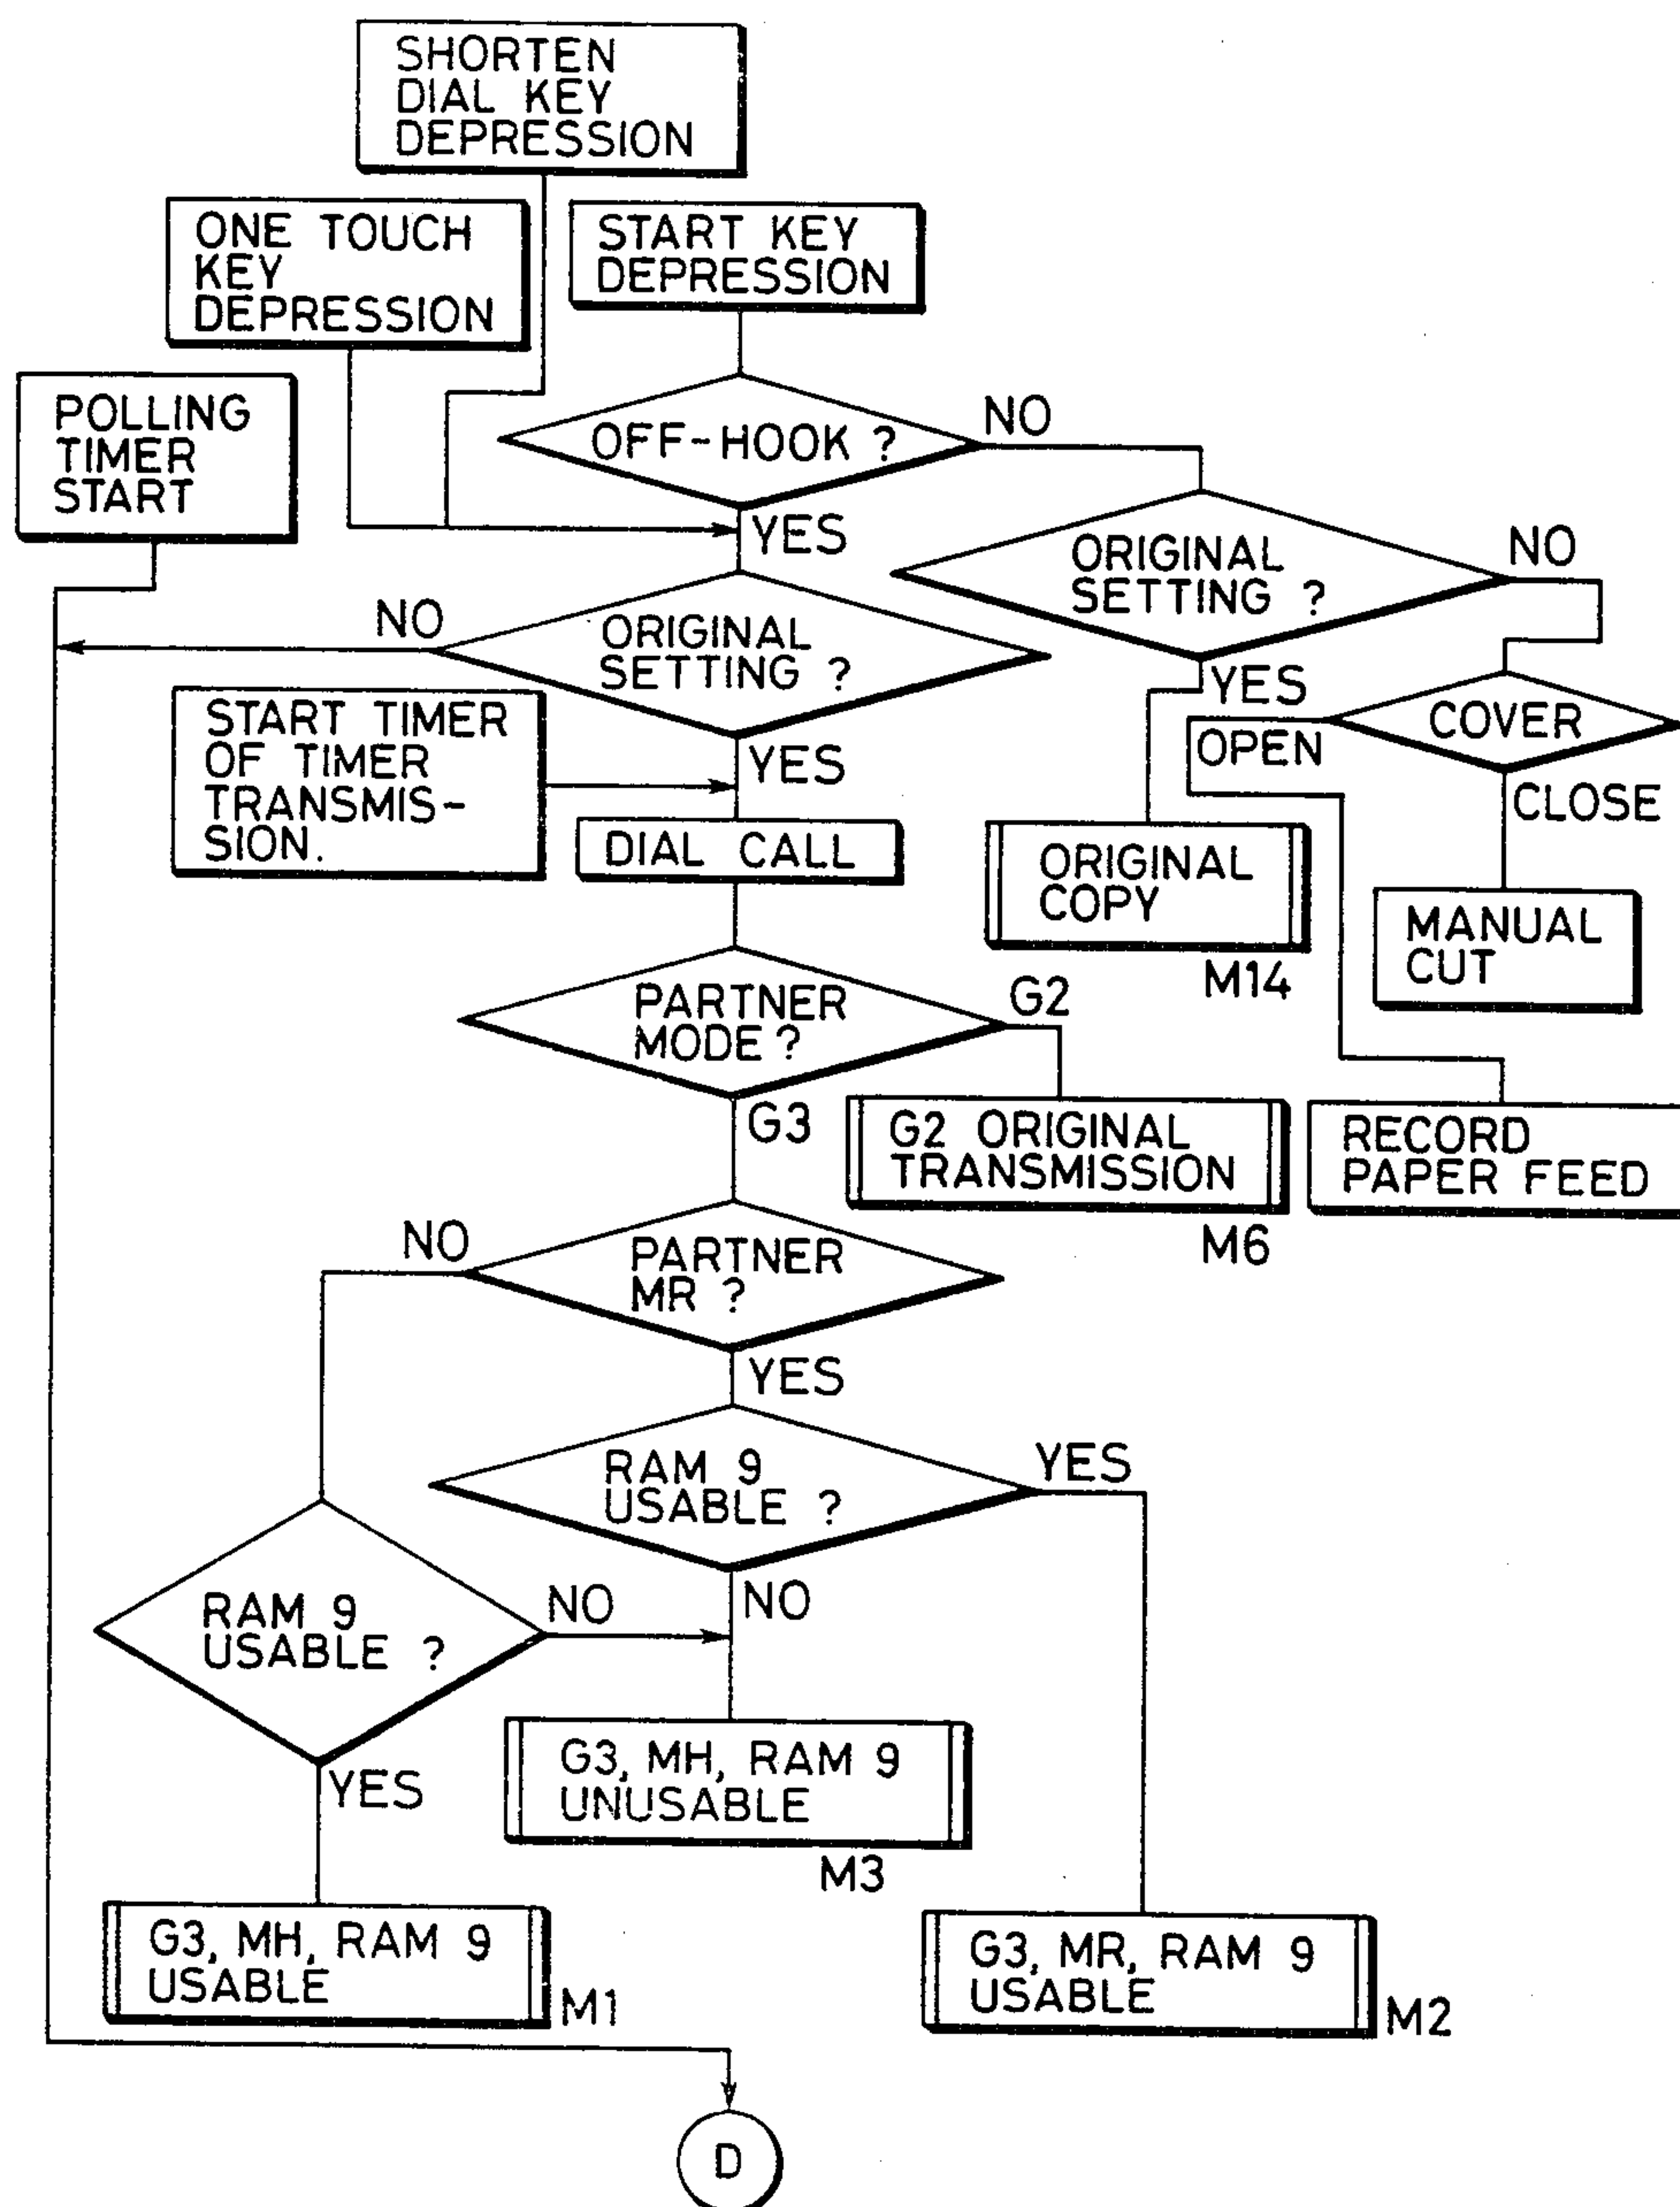 SHORTEN
DIAL KEY
DEPRESSION
ONE TOUCH
KEY
DEPRESSION
START KEY
DEPRESSION
POLLING
TIMER
START
OFF-HOOK ?
NO
YES
ORIGINAL
SETTING ?
NO
ORIGINAL
SETTING ?
NO
YES
START TIMER
OF TIMER
TRANSMIS-
SION.
YES
COVER
OPEN
CLOSE
DIAL CALL
ORIGINAL
COPY
M14
MANUAL
CUT
PARTNER
MODE ?
G2
G3
G2 ORIGINAL
TRANSMISSION
M6
RECORD
PAPER FEED
PARTNER
MR ?
NO
YES
RAM 9
USABLE ?
YES
NO
RAM 9
USABLE ?
NO
YES
G3, MH, RAM 9
UNUSABLE
M3
G3, MH, RAM 9
USABLE
M1
G3, MR, RAM 9
USABLE
M2
D